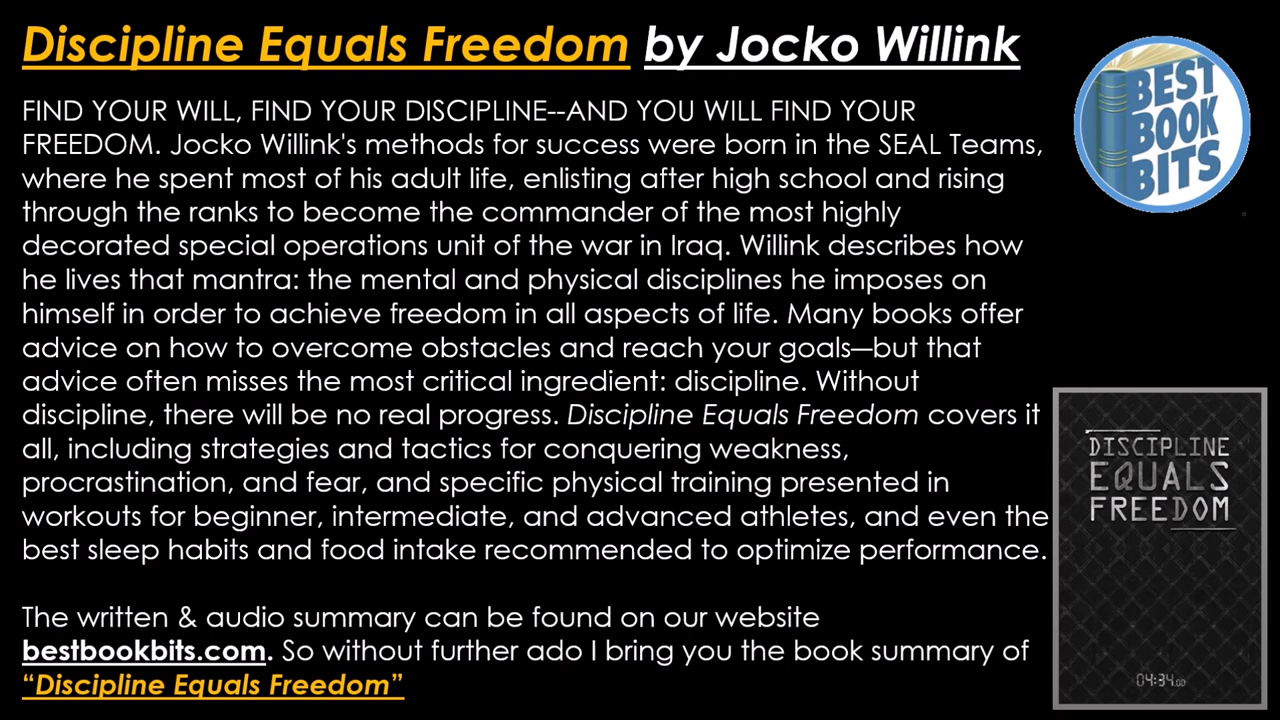 Discipline Equals Freedom by Jocko Willink
FIND YOUR WILL, FIND YOUR DISCIPLINE--AND YOU WILL FIND YOUR
FREEDOM. Jocko Willink's methods for success were born in the SEAL Teams,
where he spent most of his adult life, enlisting after high school and rising
through the ranks to become the commander of the most highly
decorated special operations unit of the war in Iraq. Willink describes how
he lives that mantra: the mental and physical disciplines he imposes on
himself in order to achieve freedom in all aspects of life. Many books offer
advice on how to overcome obstacles and reach your goals—but that
advice often misses the most critical ingredient: discipline. Without
discipline, there will be no real progress. Discipline Equals Freedom covers it
all, including strategies and tactics for conquering weakness,
procrastination, and fear, and specific physical training presented in
workouts for beginner, intermediate, and advanced athletes, and even the
best sleep habits and food intake recommended to optimize performance.
The written & audio summary can be found on our website
bestbookbits.com. So without further ado I bring you the book summary of
“Discipline Equals Freedom”
BEST
BOOK
BITS
DISCIPLINE
EQUALS
FREEDOM
04:34.00